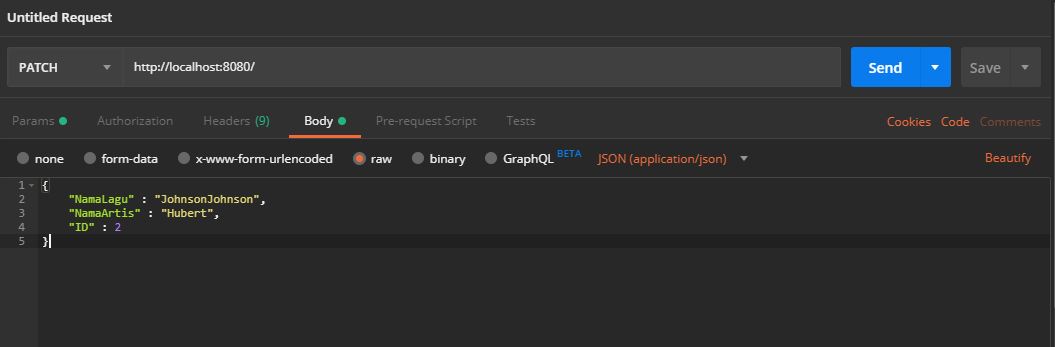 Untitled Request
PATCH http://localhost:8080/ Send Save
Params Authorization Headers (9) Body Pre-request Script Tests Cookies Code Comments
none form-data x-www-form-urlencoded raw binary GraphQL BETA JSON (application/json) Beautify
1 {
2 "NamaLagu" : "JohnsonJohnson",
3 "NamaArtis" : "Hubert",
4 "ID" : 2
5 }